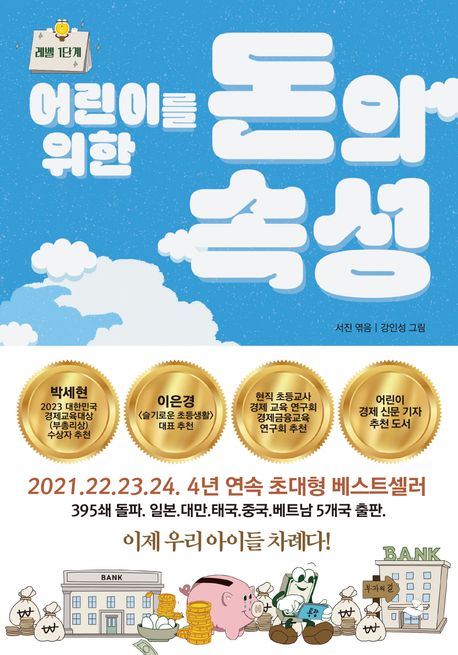 레벨 1단계
어린이를
위한
돈의
속성
서진 엮음 | 강인성 그림
박세현
2023 대한민국
경제교육대상
(부총리상)
수상자 추천
이은경
<슬기로운 초등생활>
대표 추천
현직 초등교사
경제 교육 연구회
경제금융교육
연구회 추천
어린이
경제 신문 기자
추천 도서
2021.22.23.24. 4년 연속 초대형 베스트셀러
395쇄 돌파. 일본.대만.태국.중국.베트남 5개국 출판.
이제 우리 아이들 차례다!
BANK
BANK
부자의 길
₩
₩
₩
₩
₩